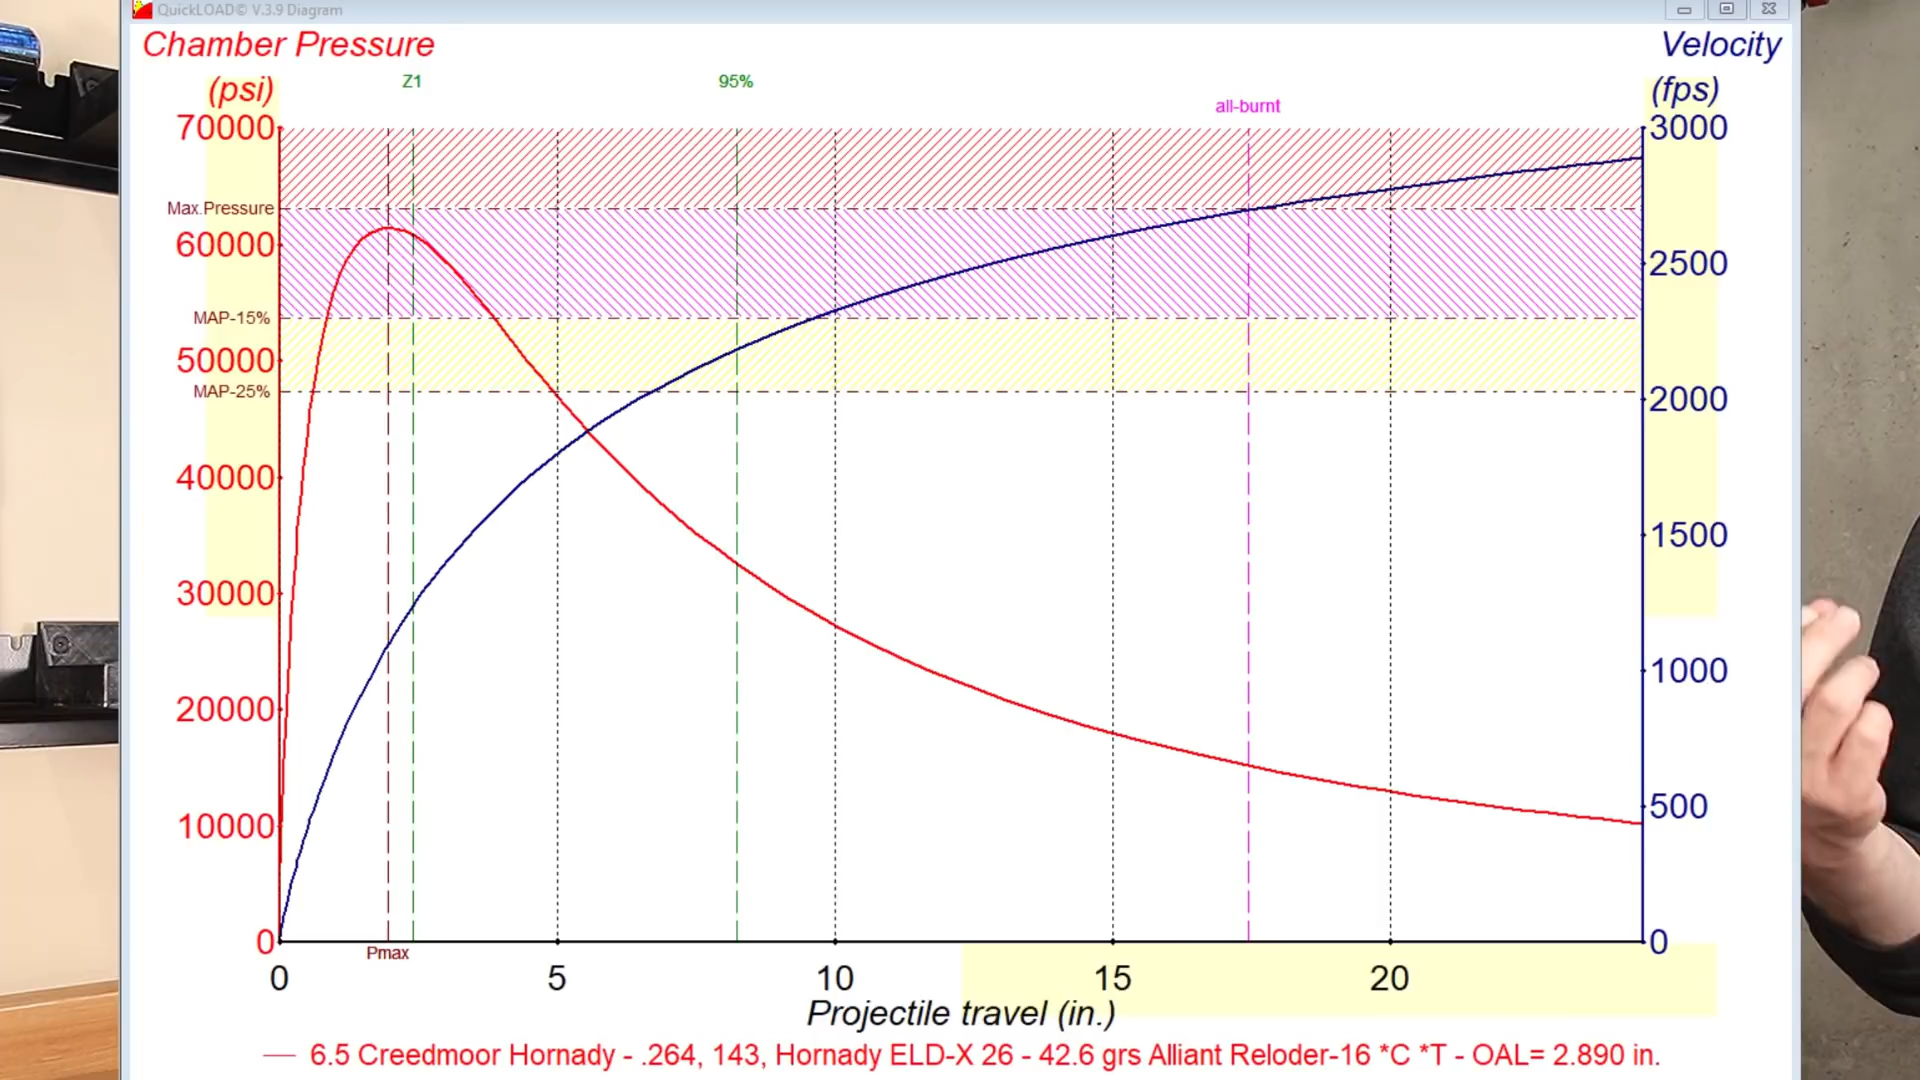 QuickLOAD© V.3.9 Diagram
Chamber Pressure
(psi)
Velocity
(fps)
Z1
95%
all-burnt
70000
3000
Max.Pressure
60000
2500
MAP-15%
50000
MAP-25%
2000
40000
1500
30000
1000
20000
500
10000
0
0
Pmax
0
5
10
15
20
Projectile travel (in.)
6.5 Creedmoor Hornady - .264, 143, Hornady ELD-X 26 - 42.6 grs Alliant Reloder-16 *C *T - OAL= 2.890 in.